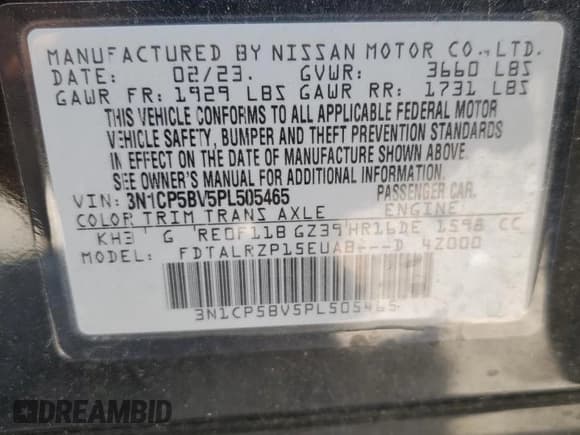 MANUFACTURED BY NISSAN MOTOR CO., LTD.
DATE: 02/23. GVWR: 3660 LBS
GAWR FR: 1929 LBS GAWR RR: 1731 LBS
THIS VEHICLE CONFORMS TO ALL APPLICABLE FEDERAL MOTOR
VEHICLE SAFETY, BUMPER AND THEFT PREVENTION STANDARDS
IN EFFECT ON THE DATE OF MANUFACTURE SHOWN ABOVE.
SEE OWNER'S MANUAL FOR ADDITIONAL INFORMATION.
VIN: 3N1CP5BV5PL505465 PASSENGER CAR.
COLOR TRIM TRANS AXLE ENGINE
KH3 G RE0F11B GZ39 HR16DE 1598 CC
MODEL: FDTALRZP15EUAB---D 4Z000
3N1CP5BV5PL505465
DREAMBID